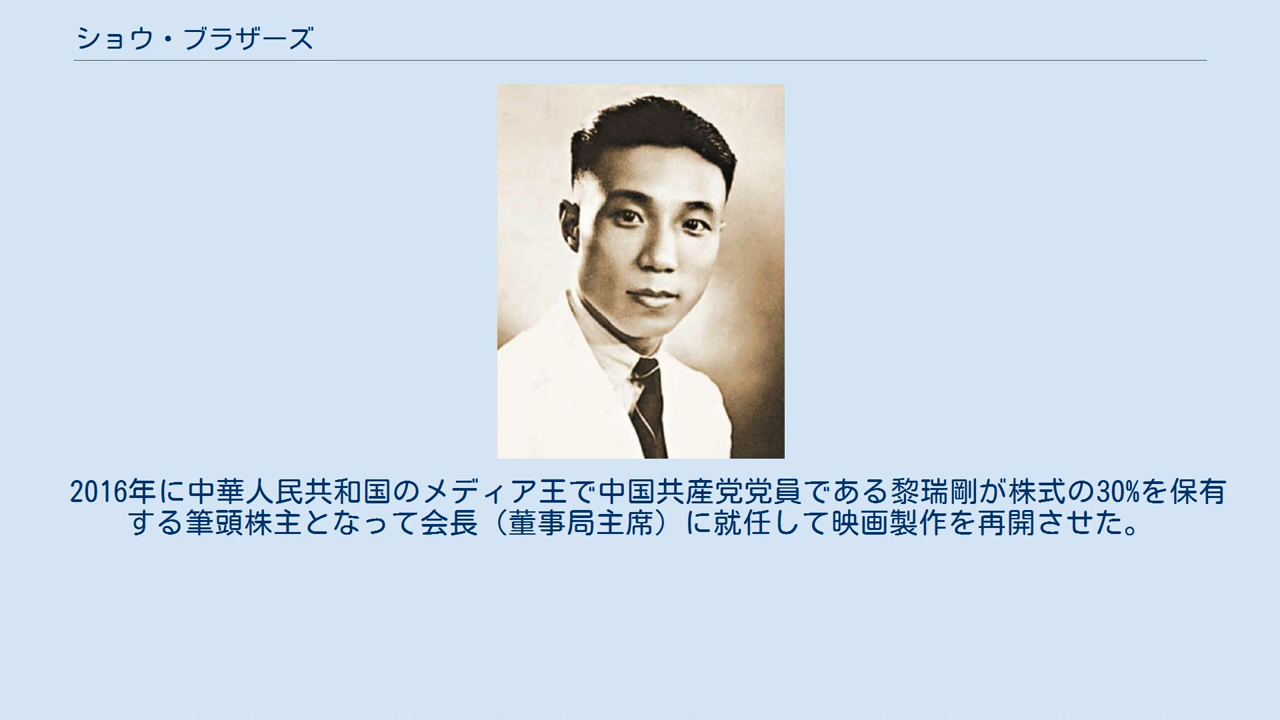 ショウ・ブラザーズ
2016年に中華人民共和国のメディア王で中国共産党党員である黎瑞剛が株式の30%を保有
する筆頭株主となって会長（董事局主席）に就任して映画製作を再開させた。